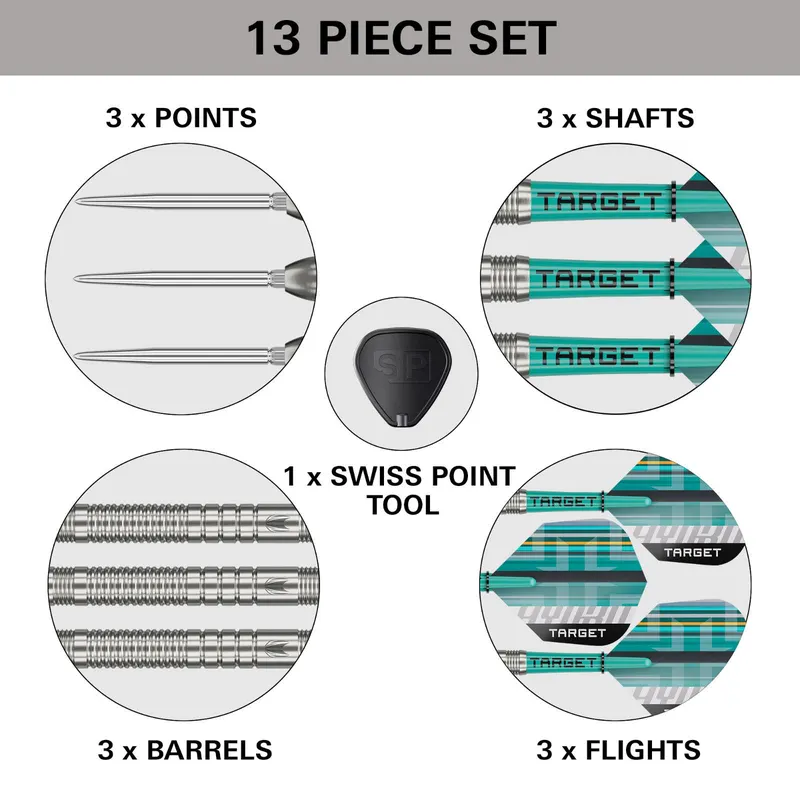 13 PIECE SET
3 x POINTS
3 x SHAFTS
TARGET
TARGET
TARGET
SP
1 x SWISS POINT
TOOL
TARGET
TARGET
TARGET
TARGET
TARGET
3 x BARRELS
3 x FLIGHTS